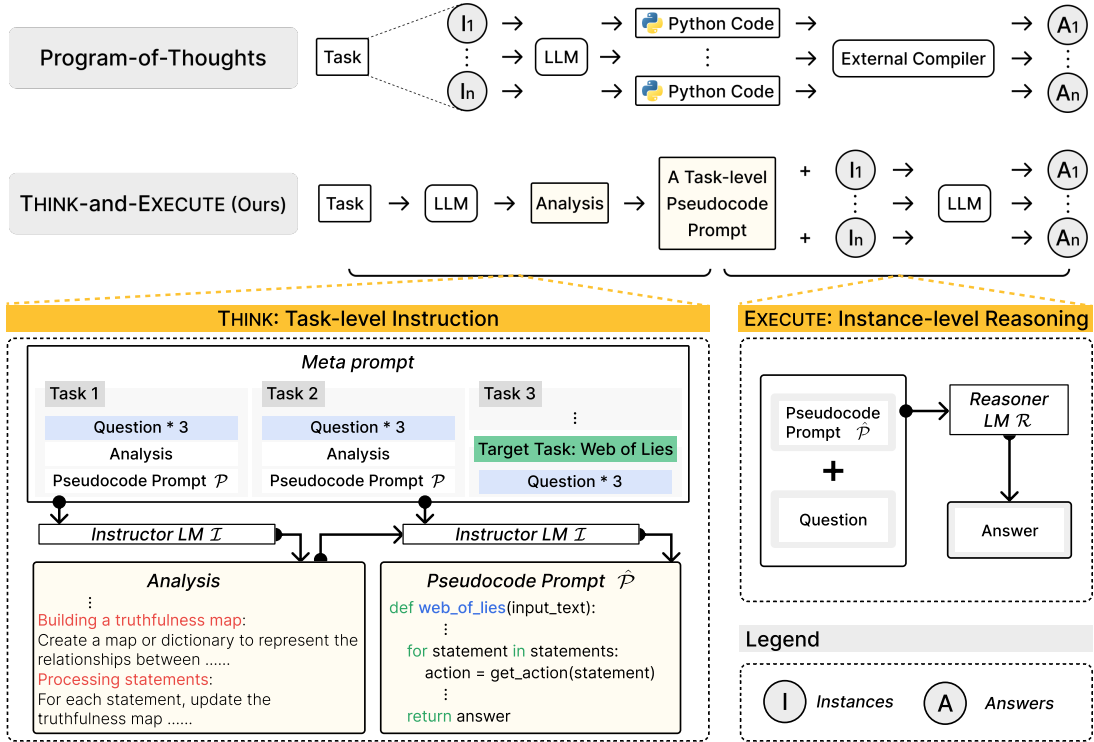 Program-of-Thoughts
Task
I1
⋮
In
LLM
Python Code
⋮
Python Code
External Compiler
A1
⋮
An
THINK-and-EXECUTE (Ours)
Task
LLM
Analysis
A Task-level
Pseudocode
Prompt
+
+
I1
⋮
In
LLM
A1
⋮
An
THINK: Task-level Instruction
Meta prompt
Task 1
Question * 3
Analysis
Pseudocode Prompt 𝒫
Task 2
Question * 3
Analysis
Pseudocode Prompt 𝒫
Task 3
⋮
Target Task: Web of Lies
Question * 3
Instructor LM ℐ
Instructor LM ℐ
Analysis
⋮
Building a truthfulness map:
Create a map or dictionary to represent the
relationships between ......
Processing statements:
For each statement, update the
truthfulness map ......
Pseudocode Prompt 𝒫̂
def web_of_lies(input_text):
⋮
for statement in statements:
action = get_action(statement)
⋮
return answer
EXECUTE: Instance-level Reasoning
Pseudocode
Prompt 𝒫̂
+
Question
Reasoner
LM ℛ
Answer
Legend
I Instances
A Answers